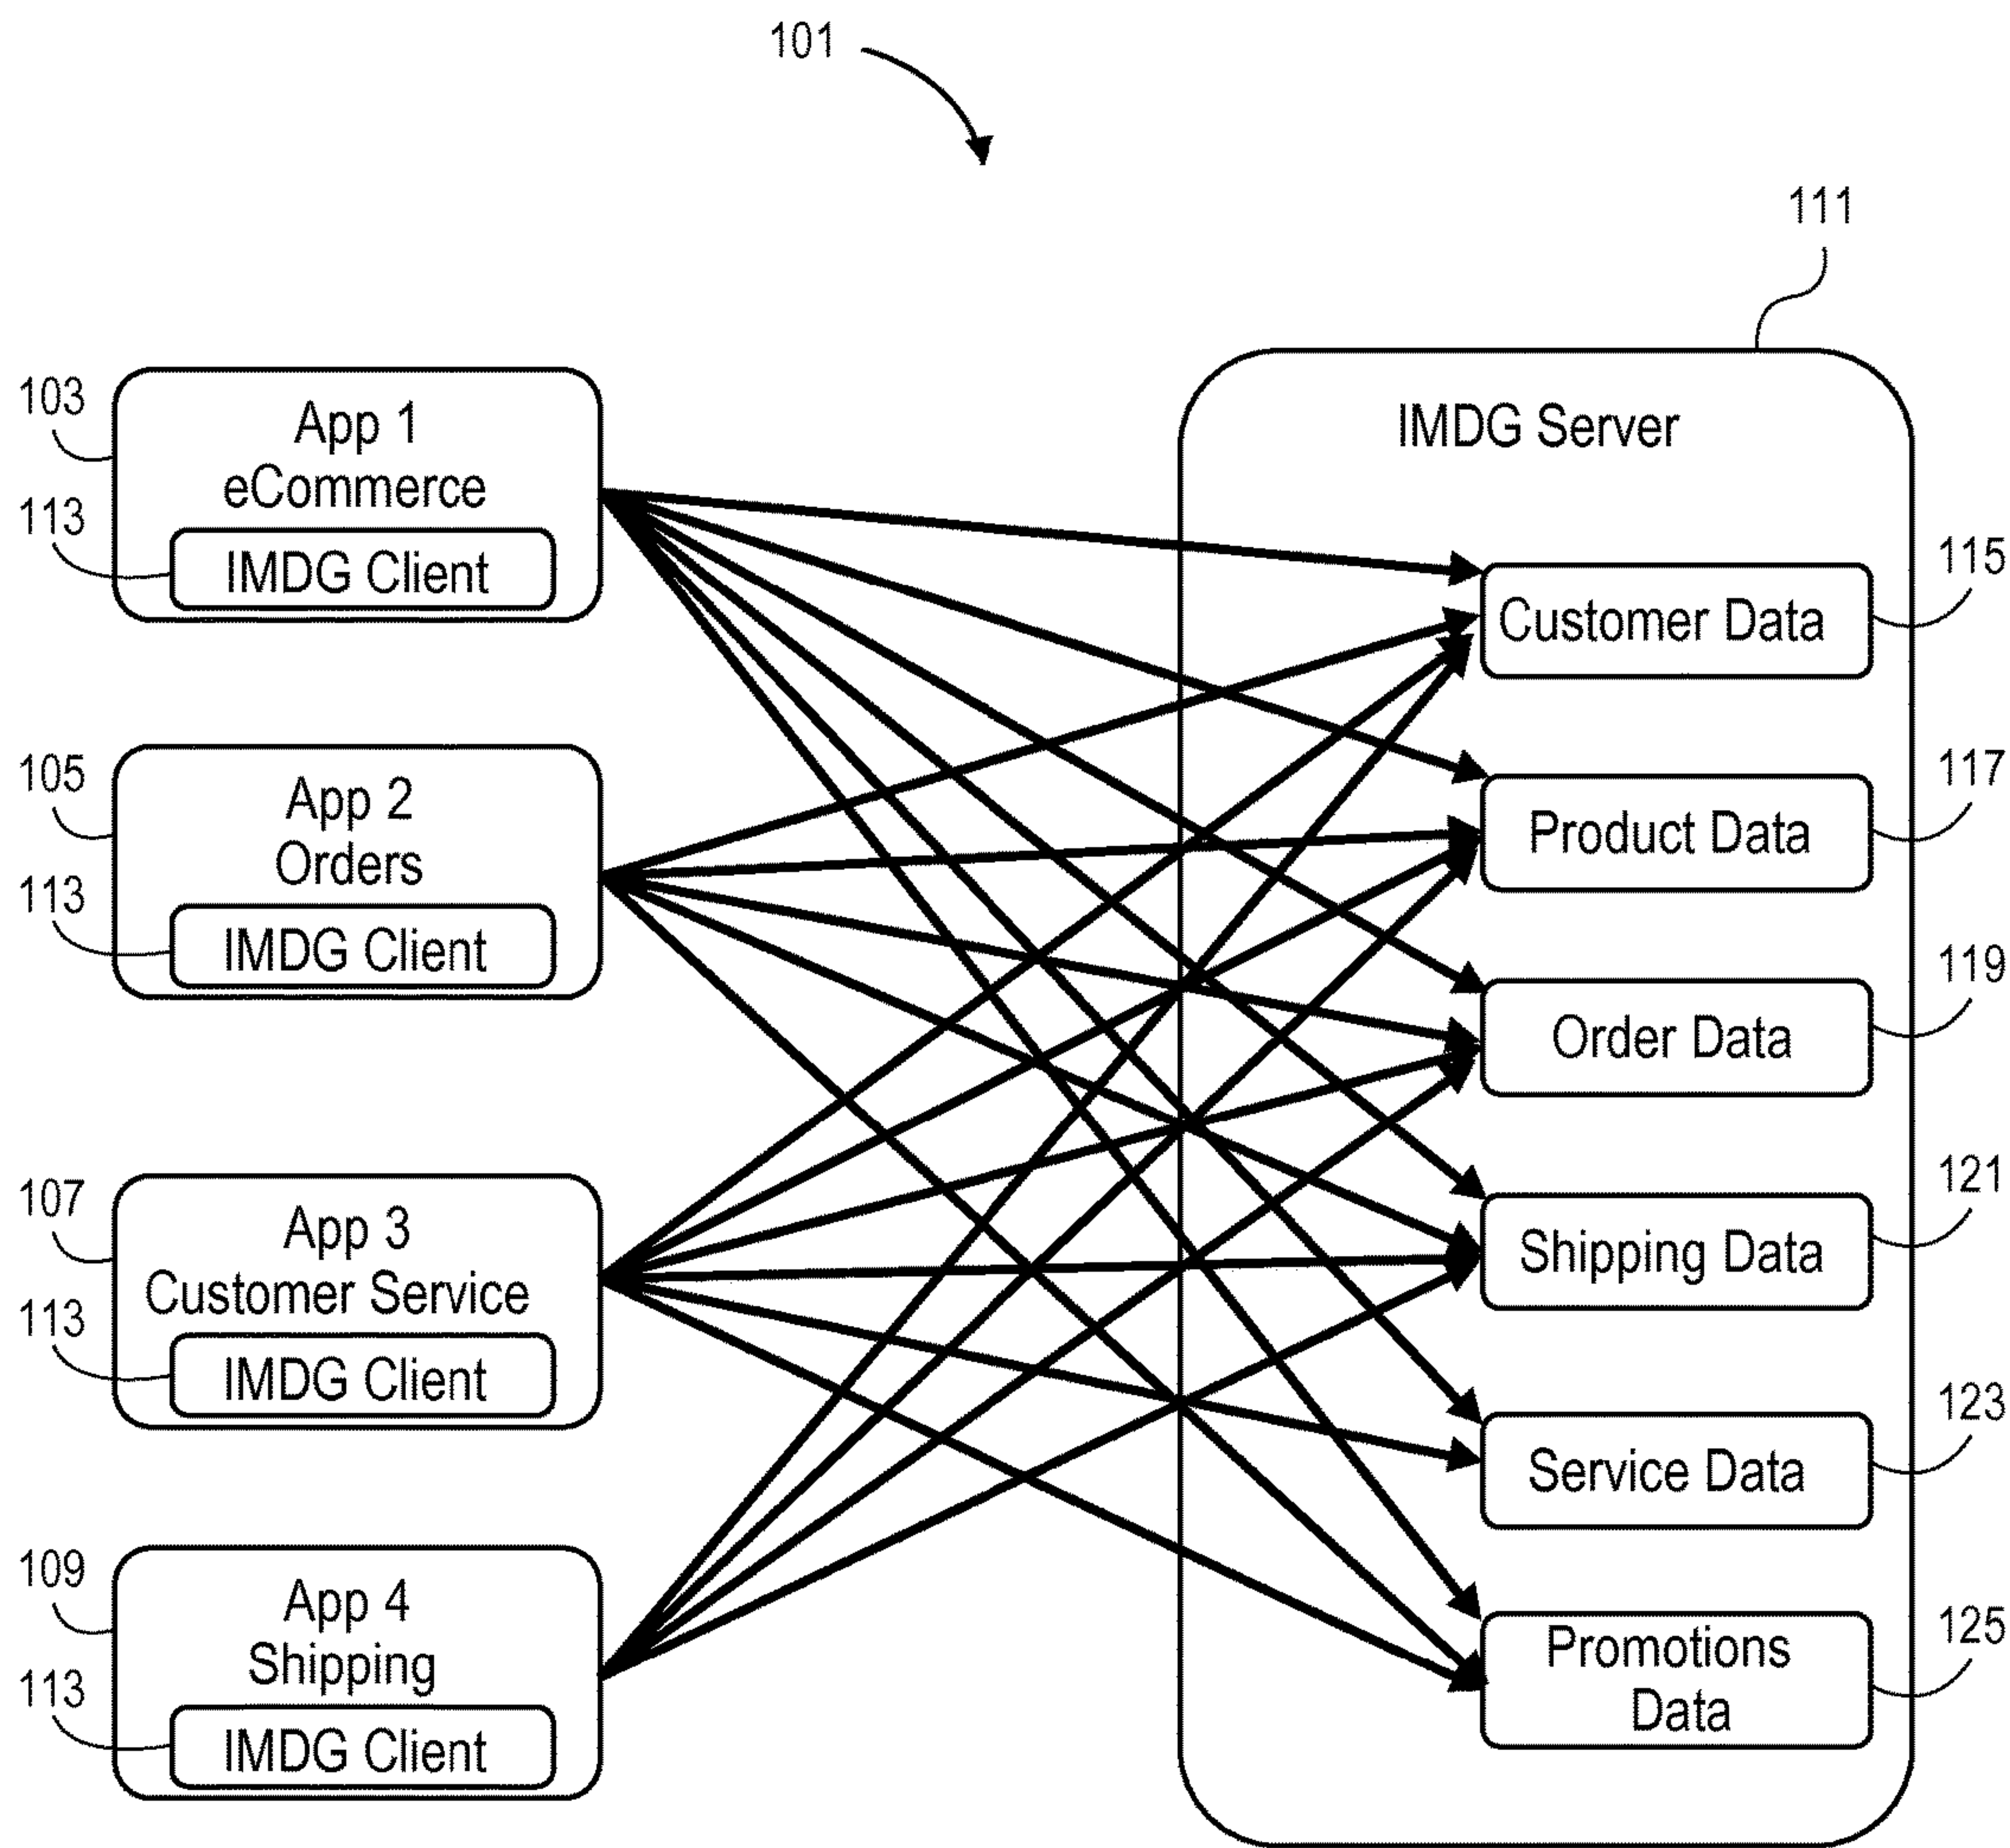 101
111
103
App 1
eCommerce
113
IMDG Client
105
App 2
Orders
113
IMDG Client
107
App 3
Customer Service
113
IMDG Client
109
App 4
Shipping
113
IMDG Client
IMDG Server
115
Customer Data
117
Product Data
119
Order Data
121
Shipping Data
123
Service Data
125
Promotions
Data